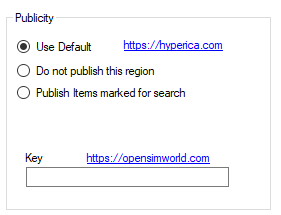 Publicity
Use Default https://hyperica.com
Do not publish this region
Publish Items marked for search
Key https://opensimworld.com